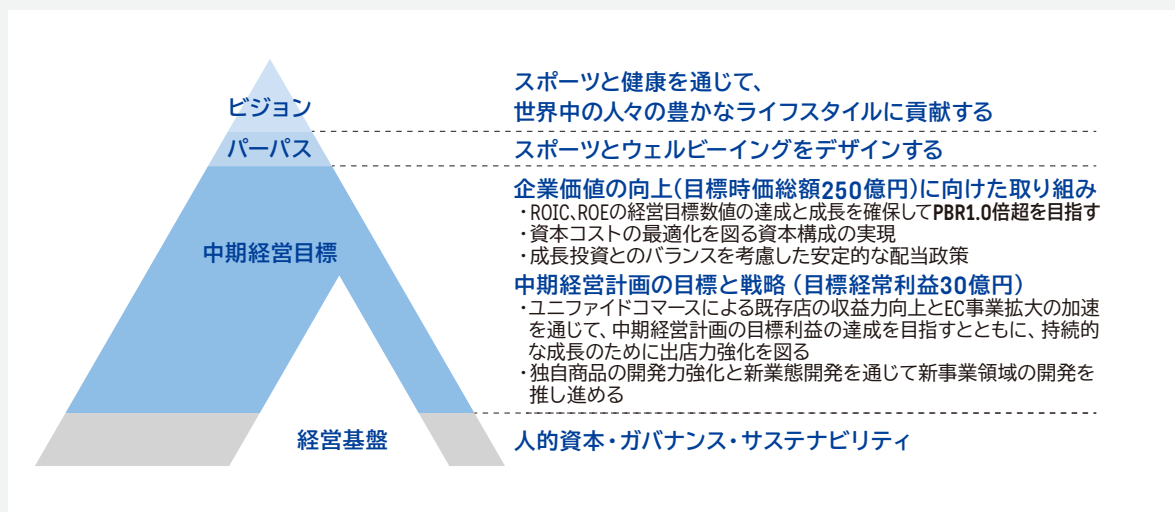 ビジョン
スポーツと健康を通じて、
世界中の人々の豊かなライフスタイルに貢献する
パーパス
スポーツとウェルビーイングをデザインする
中期経営目標
企業価値の向上(目標時価総額250億円)に向けた取り組み
・ROIC、ROEの経営目標数値の達成と成長を確保してPBR1.0倍超を目指す
・資本コストの最適化を図る資本構成の実現
・成長投資とのバランスを考慮した安定的な配当政策
中期経営計画の目標と戦略(目標経常利益30億円)
・ユニファイドコマースによる既存店の収益力向上とEC事業拡大の加速
を通じて、中期経営計画の目標利益の達成を目指すとともに、持続的
な成長のために出店力強化を図る
・独自商品の開発力強化と新業態開発を通じて新事業領域の開発を
推し進める
経営基盤
人的資本・ガバナンス・サステナビリティ